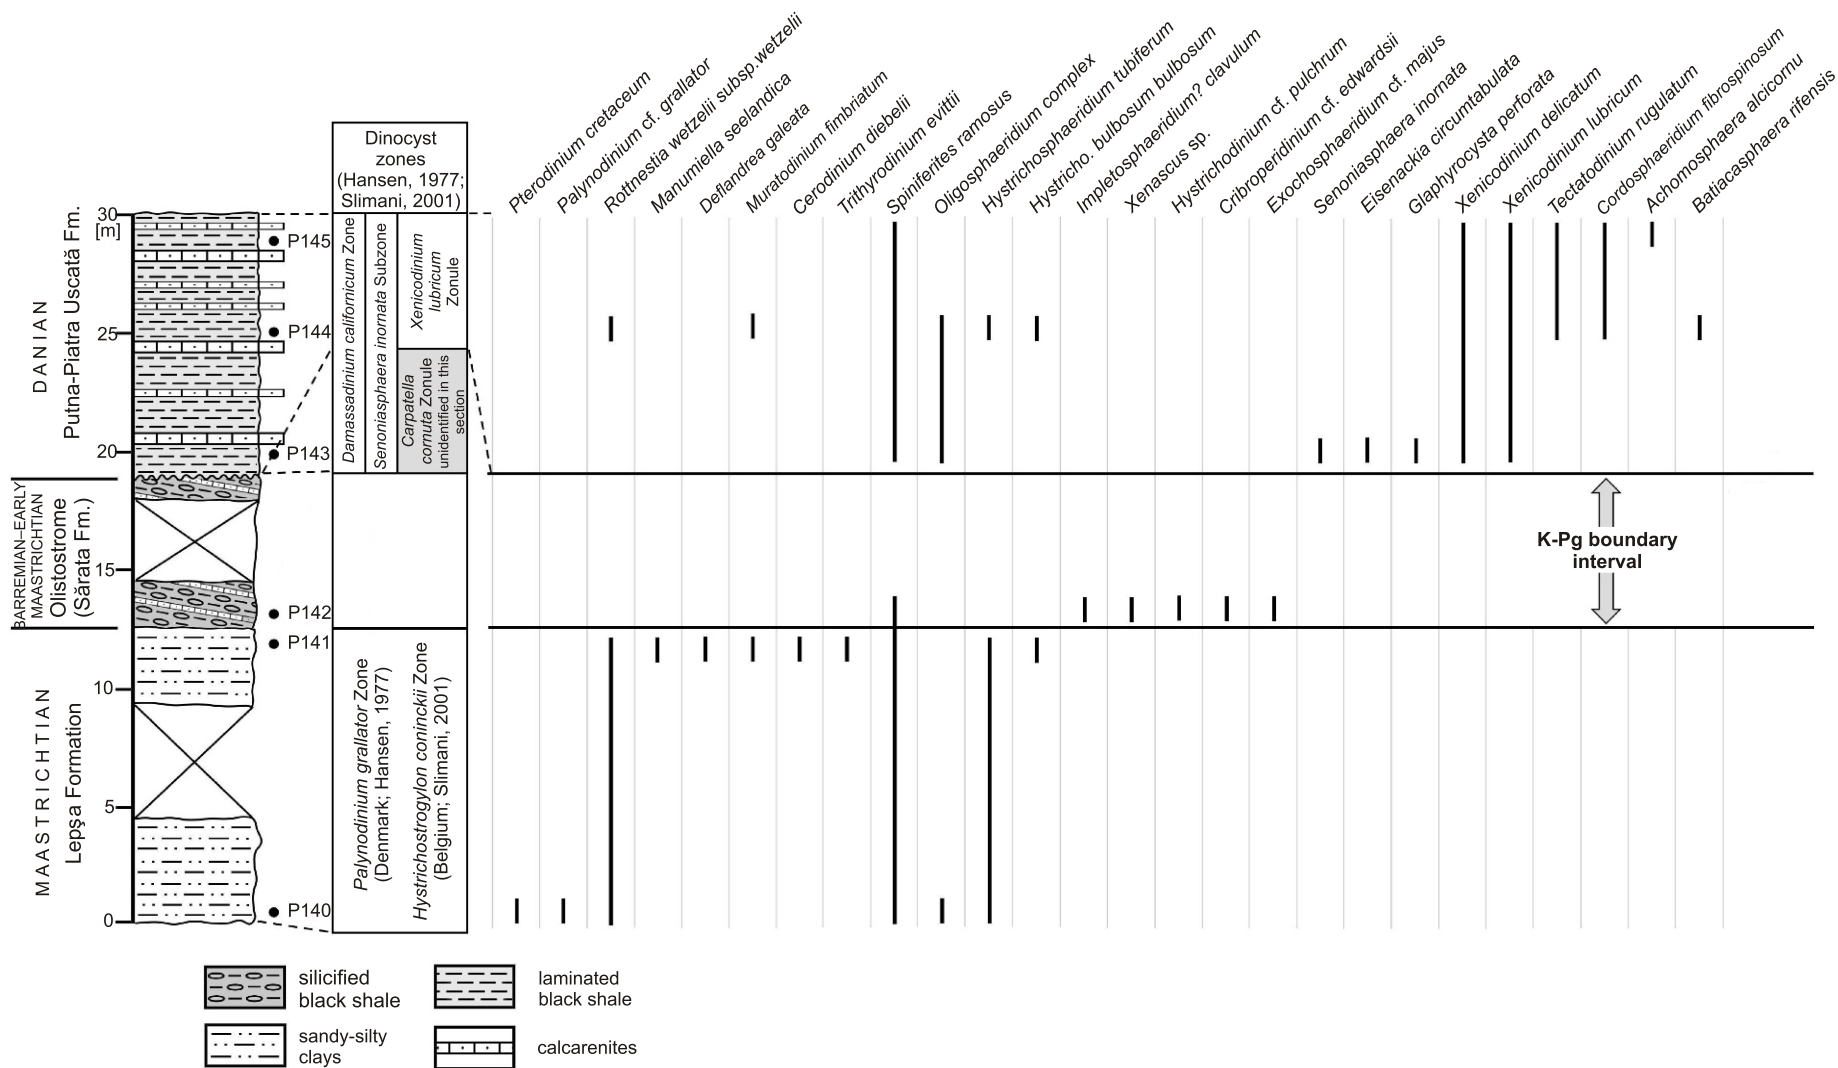 Pterodinium cretaceum
Palynodinium cf. grallator
Rottnestia wetzelii subsp.wetzelii
Manumiella seelandica
Deflandrea galeata
Muratodinium fimbriatum
Cerodinium diebelii
Trithyrodinium evittii
Spiniferites ramosus
Oligosphaeridium complex
Hystrichosphaeridium tubiferum
Hystricho. bulbosum bulbosum
Impletosphaeridium? clavulum
Xenascus sp.
Hystrichodinium cf. pulchrum
Cribroperidinium cf. edwardsii
Exochosphaeridium cf. majus
Senoniasphaera inornata
Eisenackia circumtabulata
Glaphyrocysta perforata
Xenicodinium delicatum
Xenicodinium lubricum
Tectatodinium rugulatum
Cordosphaeridium fibrospinosum
Achomosphaera alcicornu
Batiacasphaera rifensis
Dinocyst
zones
(Hansen, 1977;
Slimani, 2001)
30
[m]
25
20
15
10
5
0
P145
P144
P143
P142
P141
P140
DANIAN
Putna-Piatra Uscată Fm.
BARREMIAN–EARLY
MAASTRICHTIAN
Olistostrome
(Sărata Fm.)
MAASTRICHTIAN
Lepşa Formation
Damassadinium californicum Zone
Senoniasphaera inornata Subzone
Xenicodinium
lubricum
Zonule
Carpatella
cornuta Zonule
unidentified in this
section
Palynodinium grallator Zone
(Denmark; Hansen, 1977)
Hystrichostrogylon coninckii Zone
(Belgium; Slimani, 2001)
K-Pg boundary
interval
silicified
black shale
laminated
black shale
sandy-silty
clays
calcarenites